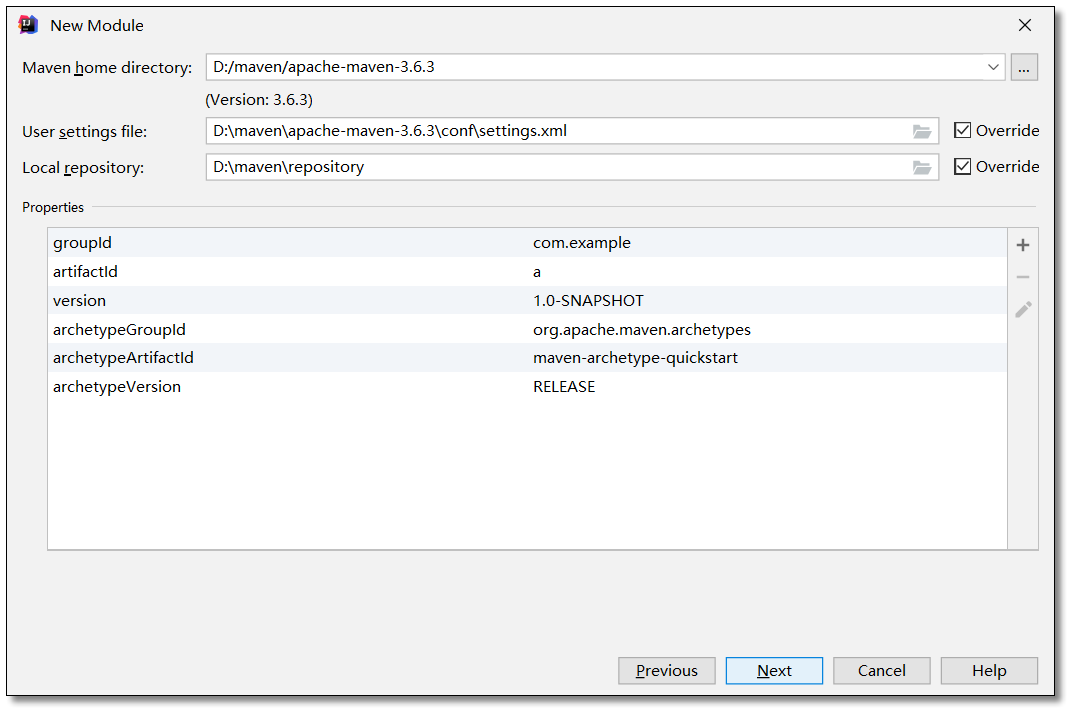 New Module
Maven home directory: D:/maven/apache-maven-3.6.3 ...
(Version: 3.6.3)
User settings file: D:\maven\apache-maven-3.6.3\conf\settings.xml Override
Local repository: D:\maven\repository Override
Properties
groupId com.example
artifactId a
version 1.0-SNAPSHOT
archetypeGroupId org.apache.maven.archetypes
archetypeArtifactId maven-archetype-quickstart
archetypeVersion RELEASE
Previous Next Cancel Help